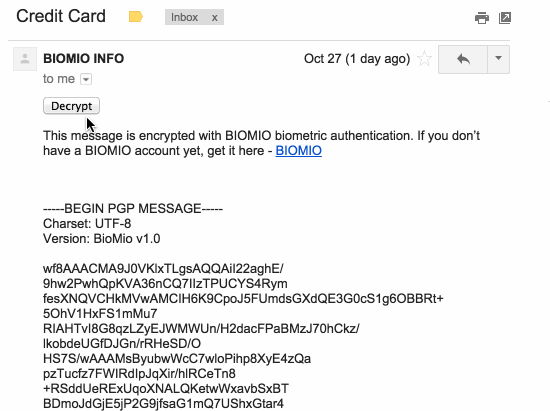 Credit Card
Inbox x
BIOMIO INFO Oct 27 (1 day ago)
to me
Decrypt
This message is encrypted with BIOMIO biometric authentication. If you don't
have a BIOMIO account yet, get it here - BIOMIO
-----BEGIN PGP MESSAGE-----
Charset: UTF-8
Version: BioMio v1.0
wf8AAACMA9J0VKlxTLgsAQQAil22aghE/
9hw2PwhQpKVA36nCQ7IIzTPUCYS4Rym
fesXNQVCHkMVwAMCIH6K9CpoJ5FUmdsGXdQE3G0cS1g6OBBRt+
5OhV1HxFS1mMu7
RIAHTvI8G8qzLZyEJWMWUn/H2dacFPaBMzJ70hCkz/
lkobdeUGfDJGn/rRHeSD/O
HS7S/wAAAMsByubwWcC7wloPihp8XyE4zQa
pzTucfz7FWIRdIpJqXir/hlRCeTn8
+RSddUeRExUqoXNALQKetwWxavbSxBT
BDmoJdGjE5jP2G9jfsaG1mQ7UShxGtar4